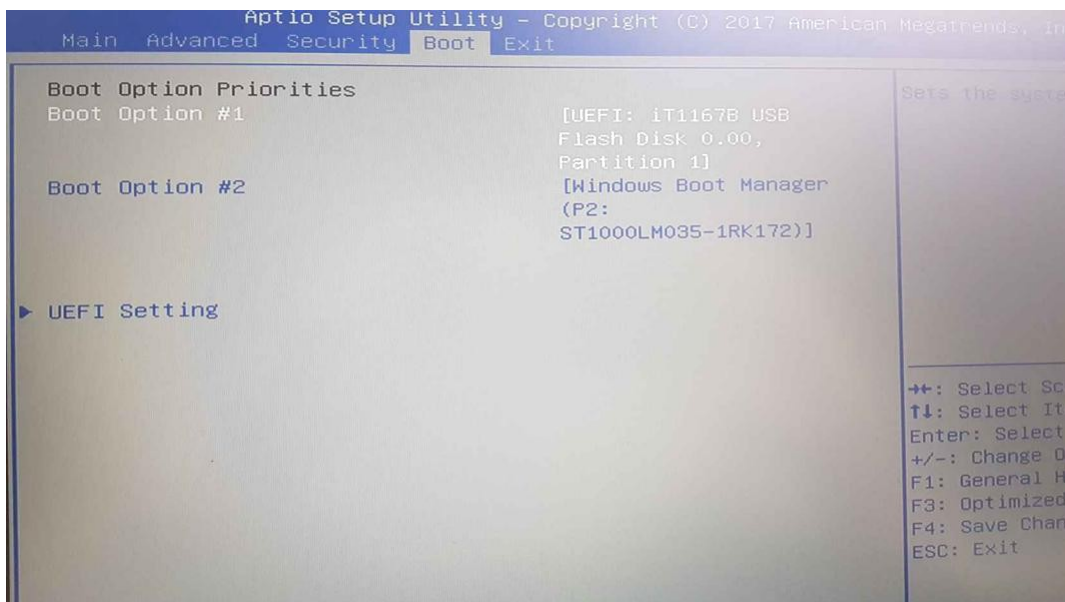 Aptio Setup Utility – Copyright (C) 2017 American Megatrends, In
Main Advanced Security Boot Exit
Boot Option Priorities
Boot Option #1 [UEFI: iT1167B USB
Flash Disk 0.00,
Partition 1]
Boot Option #2 [Windows Boot Manager
(P2:
ST1000LM035-1RK172)]
UEFI Setting
Sets the syste
→←: Select Sc
↑↓: Select It
Enter: Select
+/-: Change O
F1: General H
F3: Optimized
F4: Save Chan
ESC: Exit